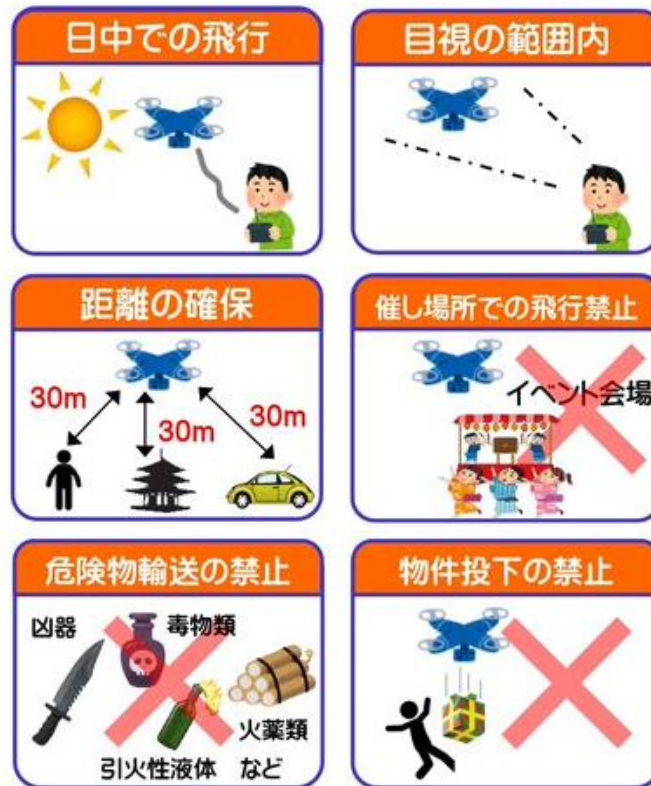 日中での飛行
目視の範囲内
距離の確保
30m
30m
30m
催し場所での飛行禁止
イベント会場
危険物輸送の禁止
凶器
毒物類
火薬類
引火性液体 など
物件投下の禁止